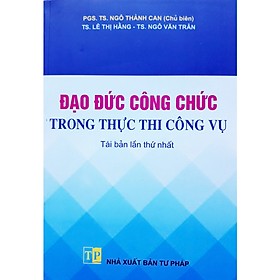 PGS. TS. NGÔ THÀNH CAN (Chủ biên)
TS. LÊ THỊ HẰNG - TS. NGÔ VĂN TRÂN
ĐẠO ĐỨC CÔNG CHỨC
TRONG THỰC THI CÔNG VỤ
Tái bản lần thứ nhất
TP
NHÀ XUẤT BẢN TƯ PHÁP